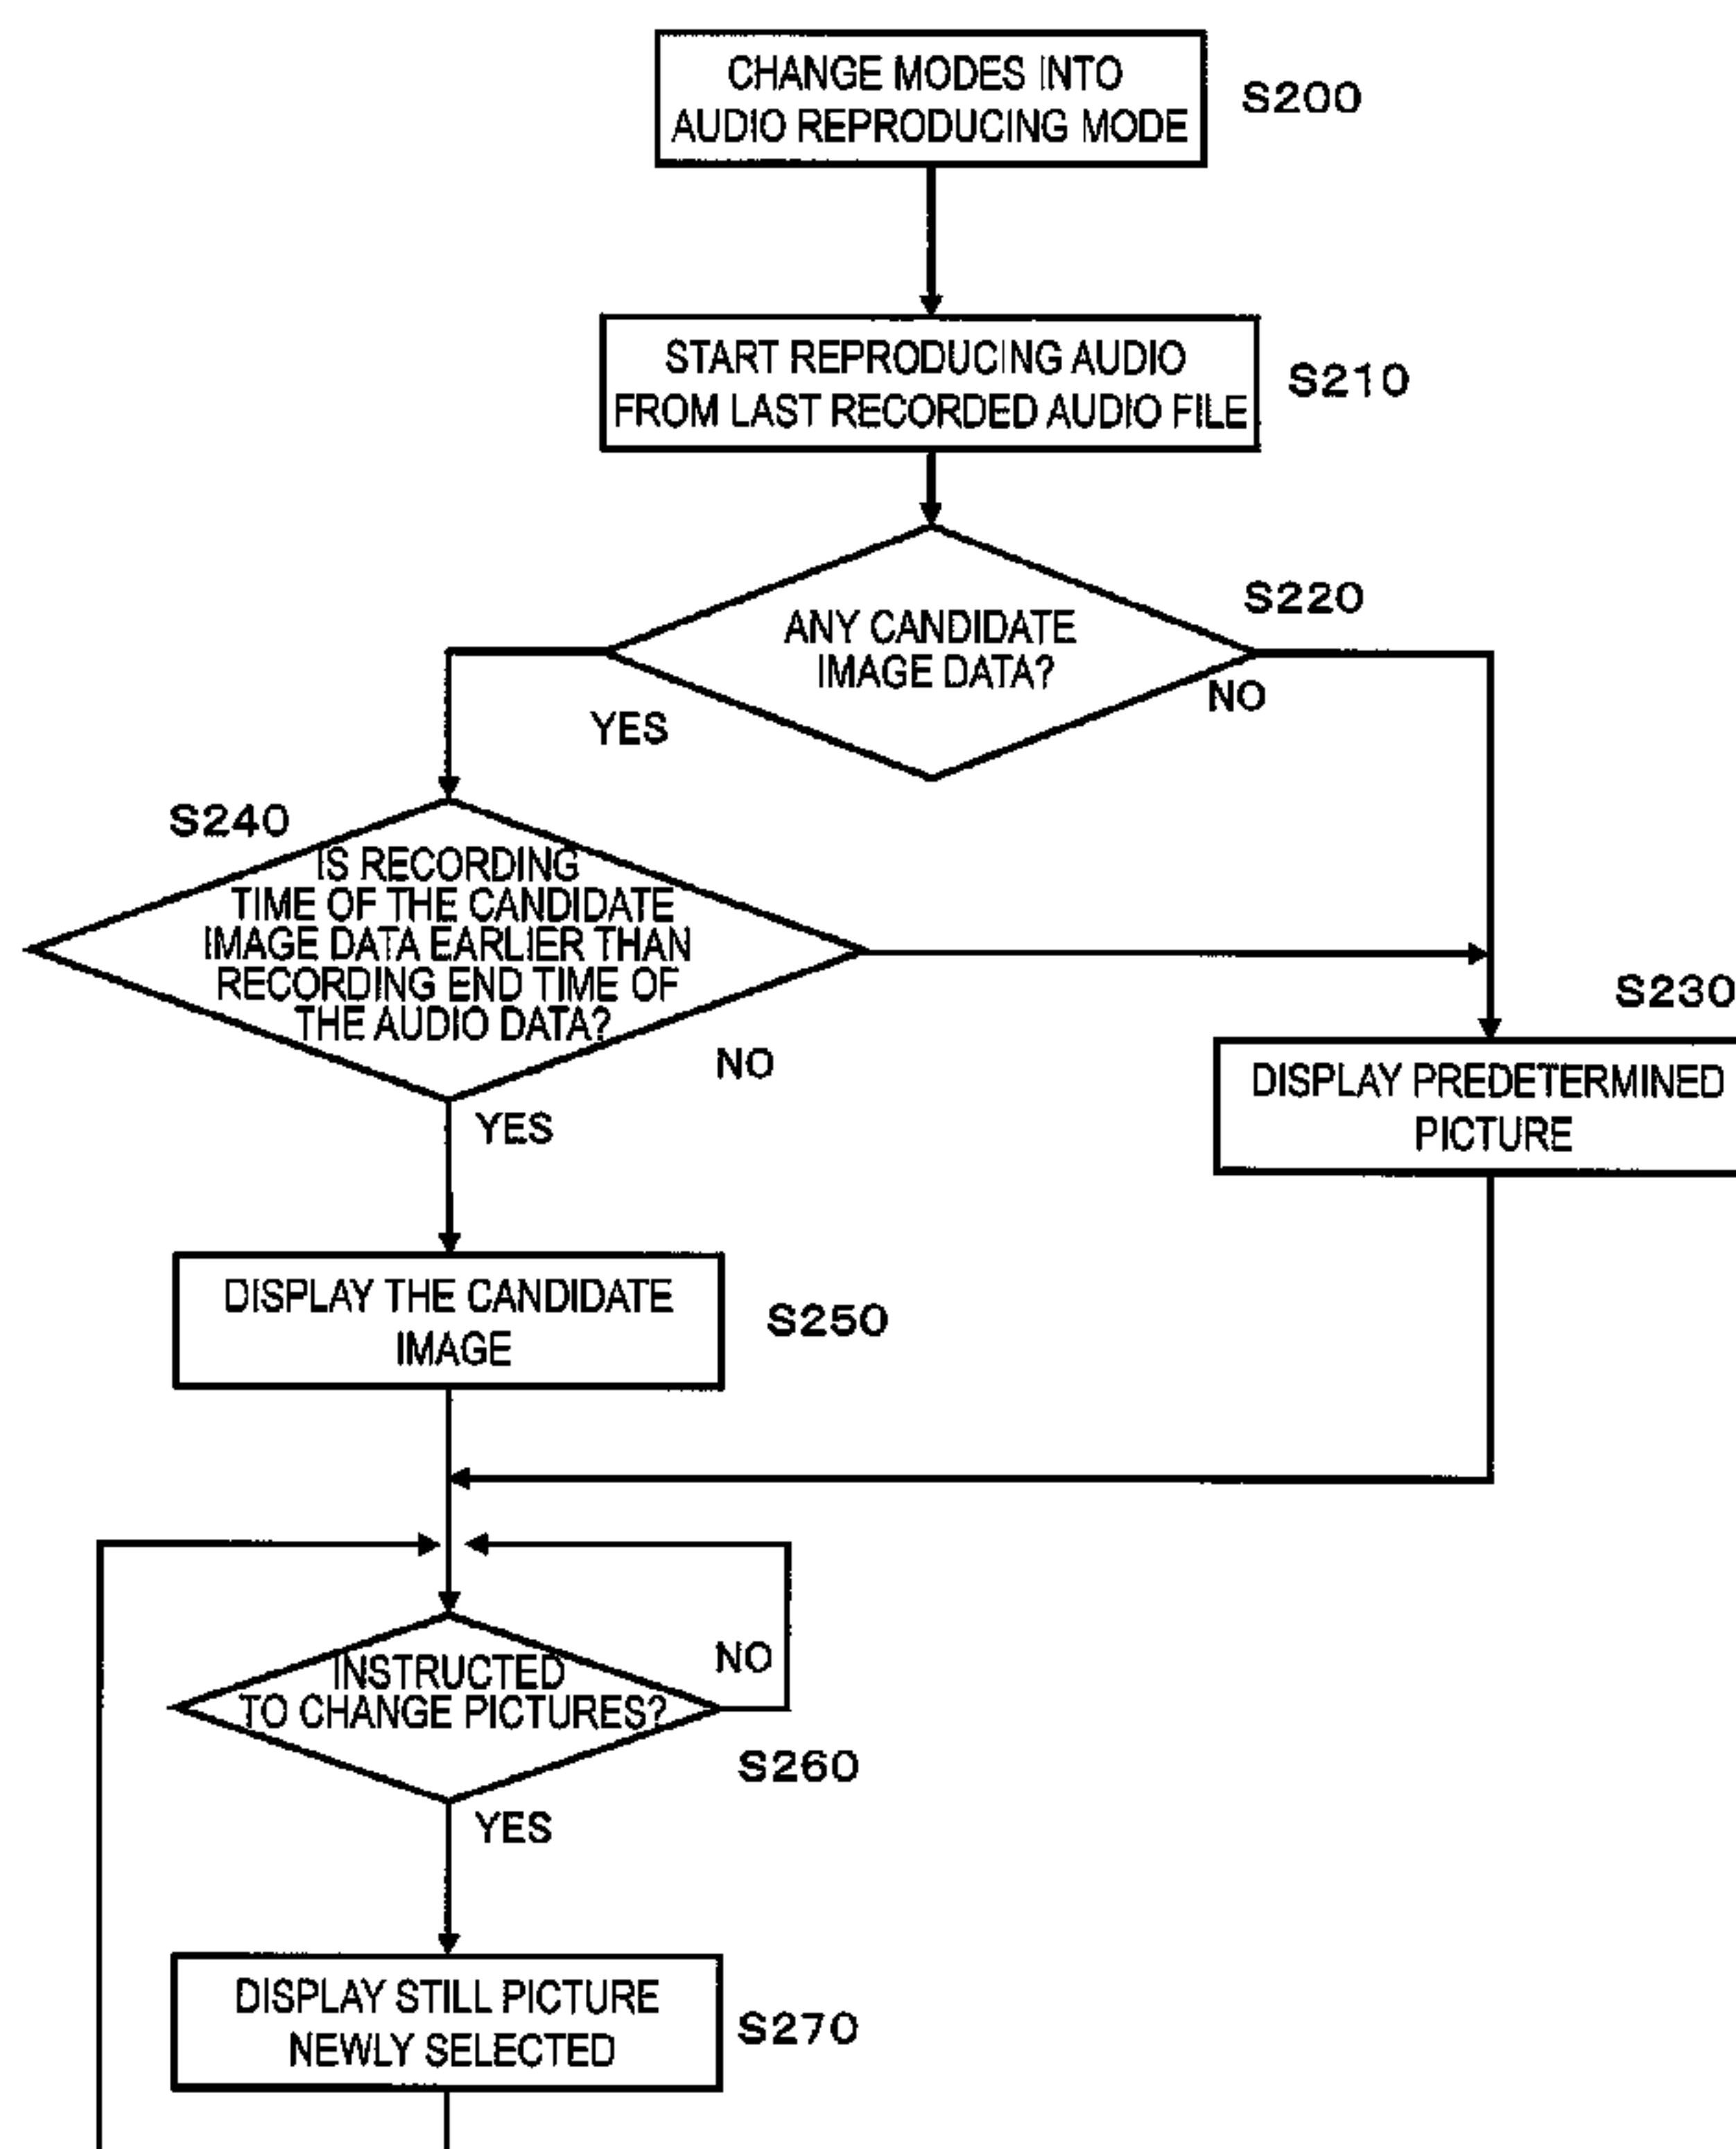 CHANGE MODES INTO
AUDIO REPRODUCING MODE
S200
START REPRODUCING AUDIO
FROM LAST RECORDED AUDIO FILE
S210
ANY CANDIDATE
IMAGE DATA?
S220
NO
YES
S240
IS RECORDING
TIME OF THE CANDIDATE
IMAGE DATA EARLIER THAN
RECORDING END TIME OF
THE AUDIO DATA?
NO
YES
S230
DISPLAY PREDETERMINED
PICTURE
DISPLAY THE CANDIDATE
IMAGE
S250
INSTRUCTED
TO CHANGE PICTURES?
NO
S260
YES
DISPLAY STILL PICTURE
NEWLY SELECTED
S270